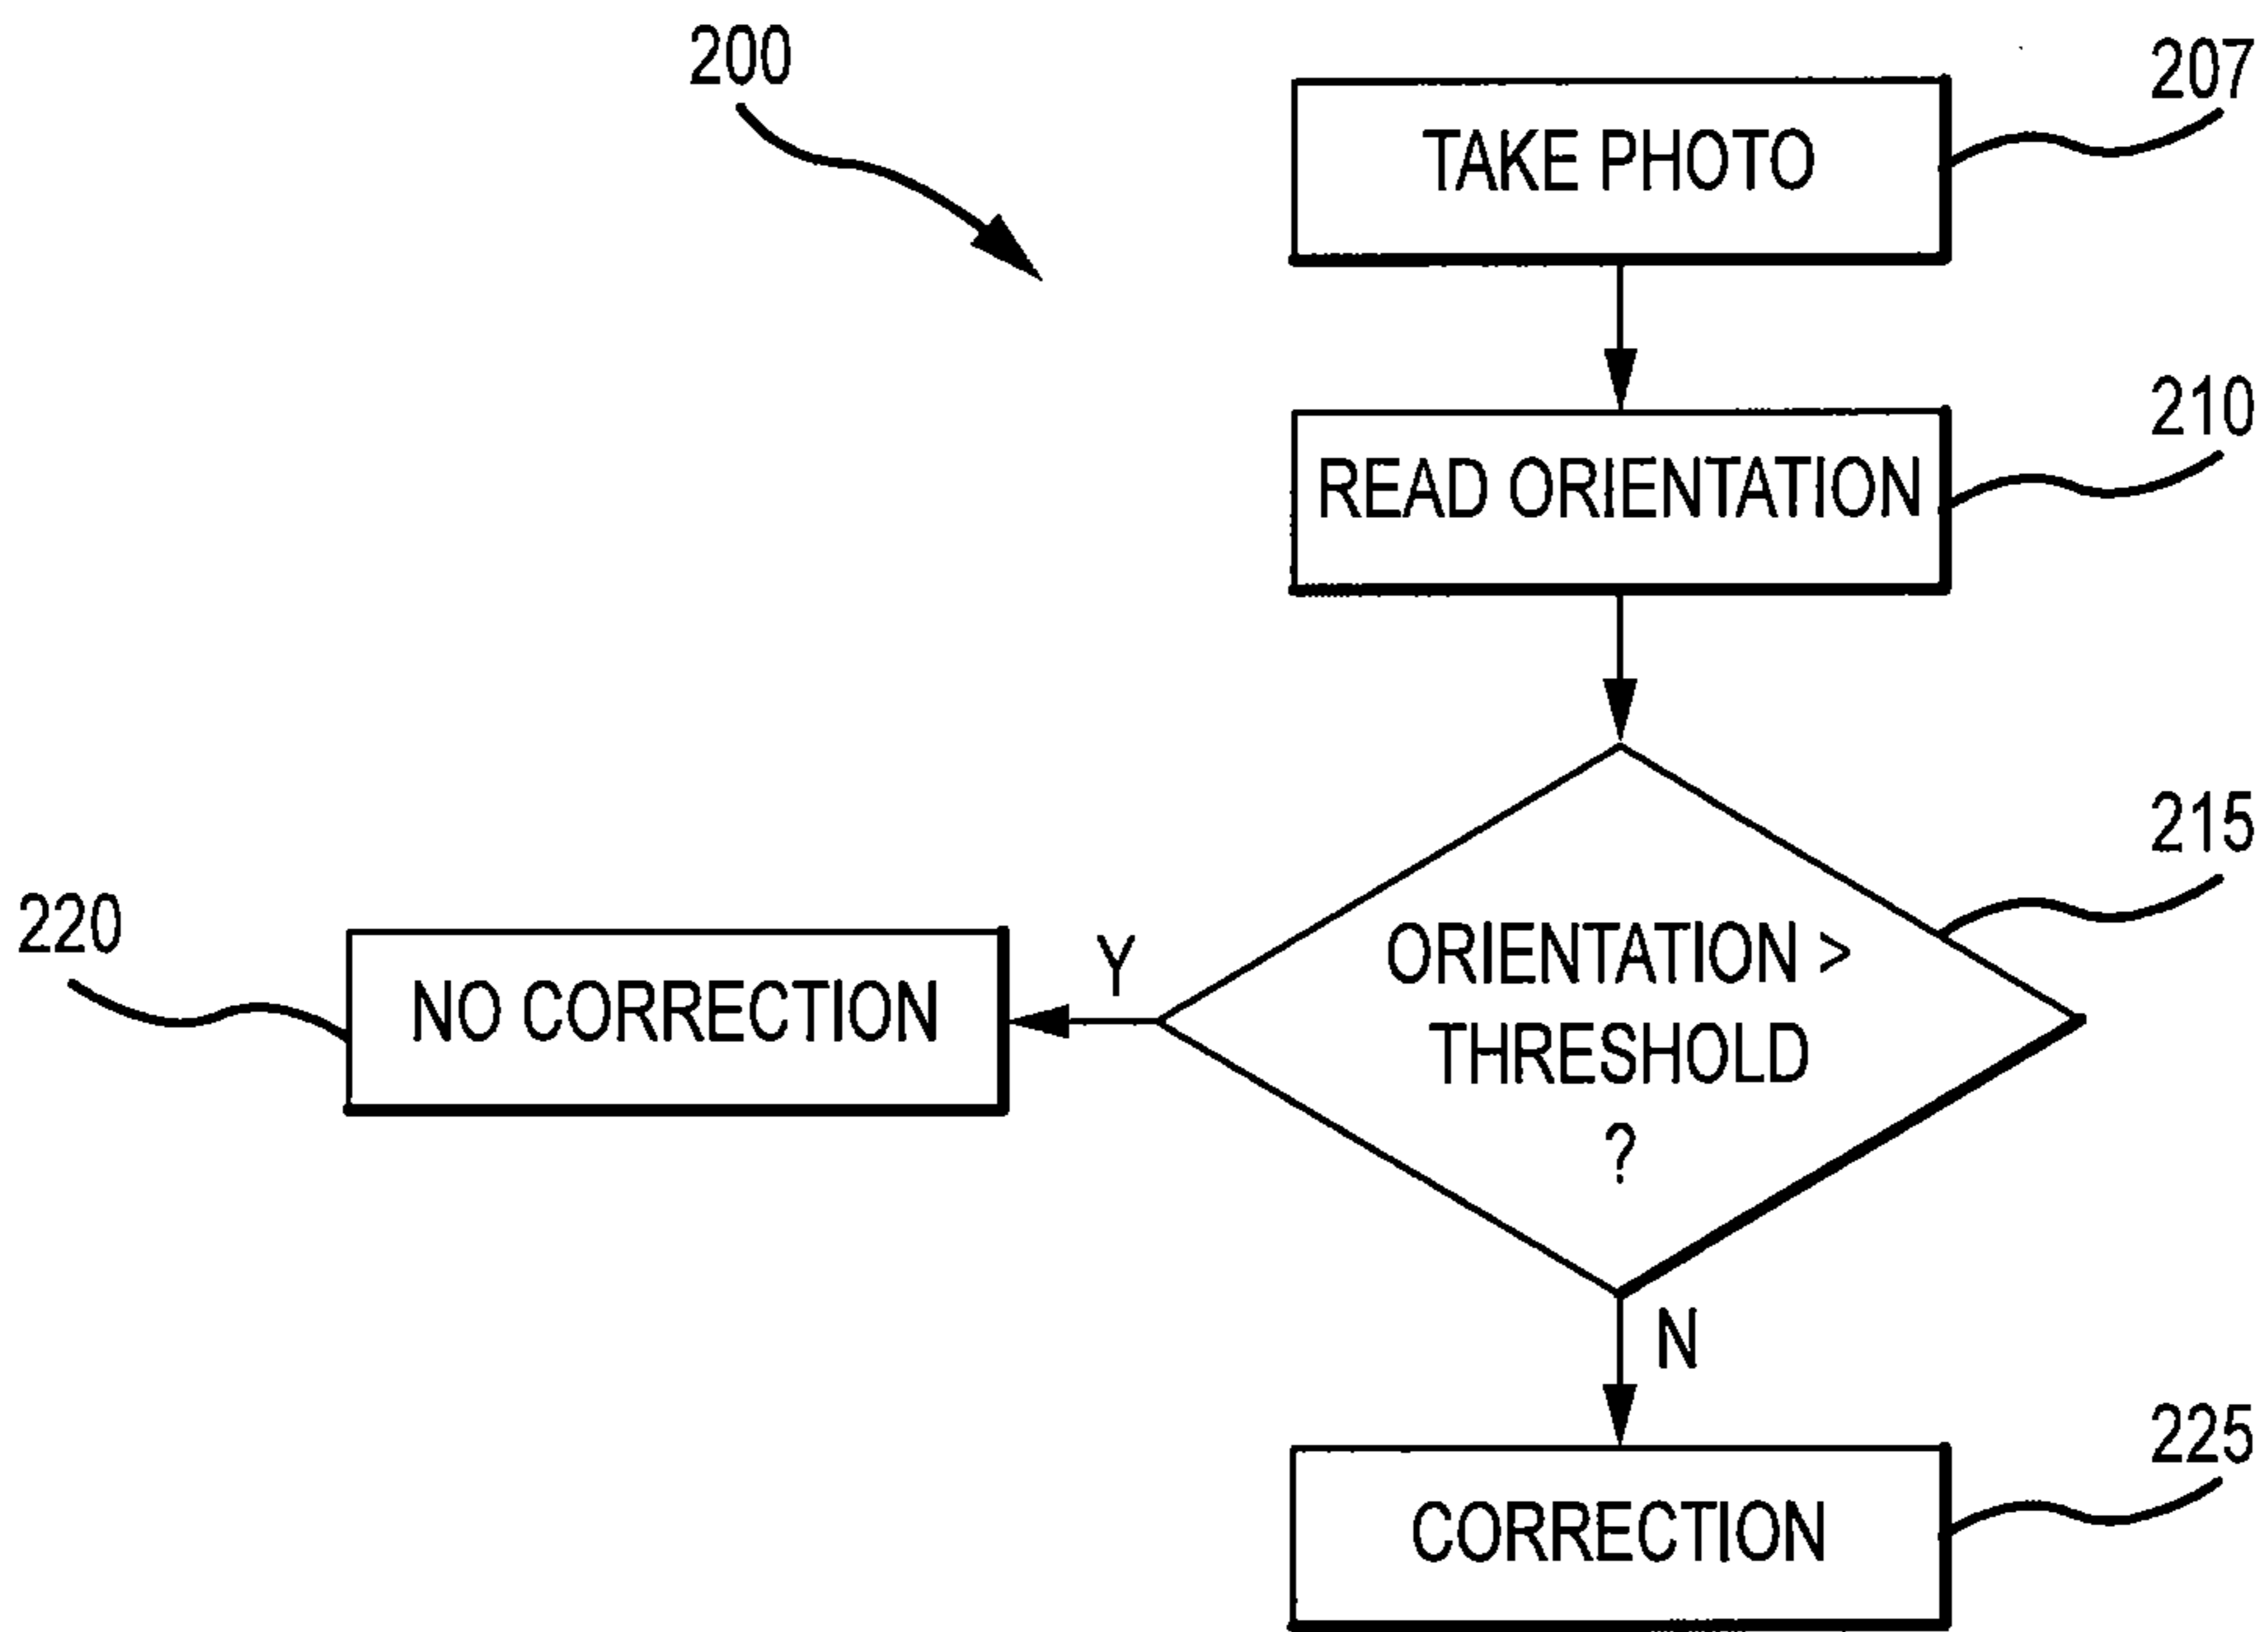 200
207
TAKE PHOTO
210
READ ORIENTATION
215
ORIENTATION >
THRESHOLD
?
Y
220
NO CORRECTION
N
225
CORRECTION